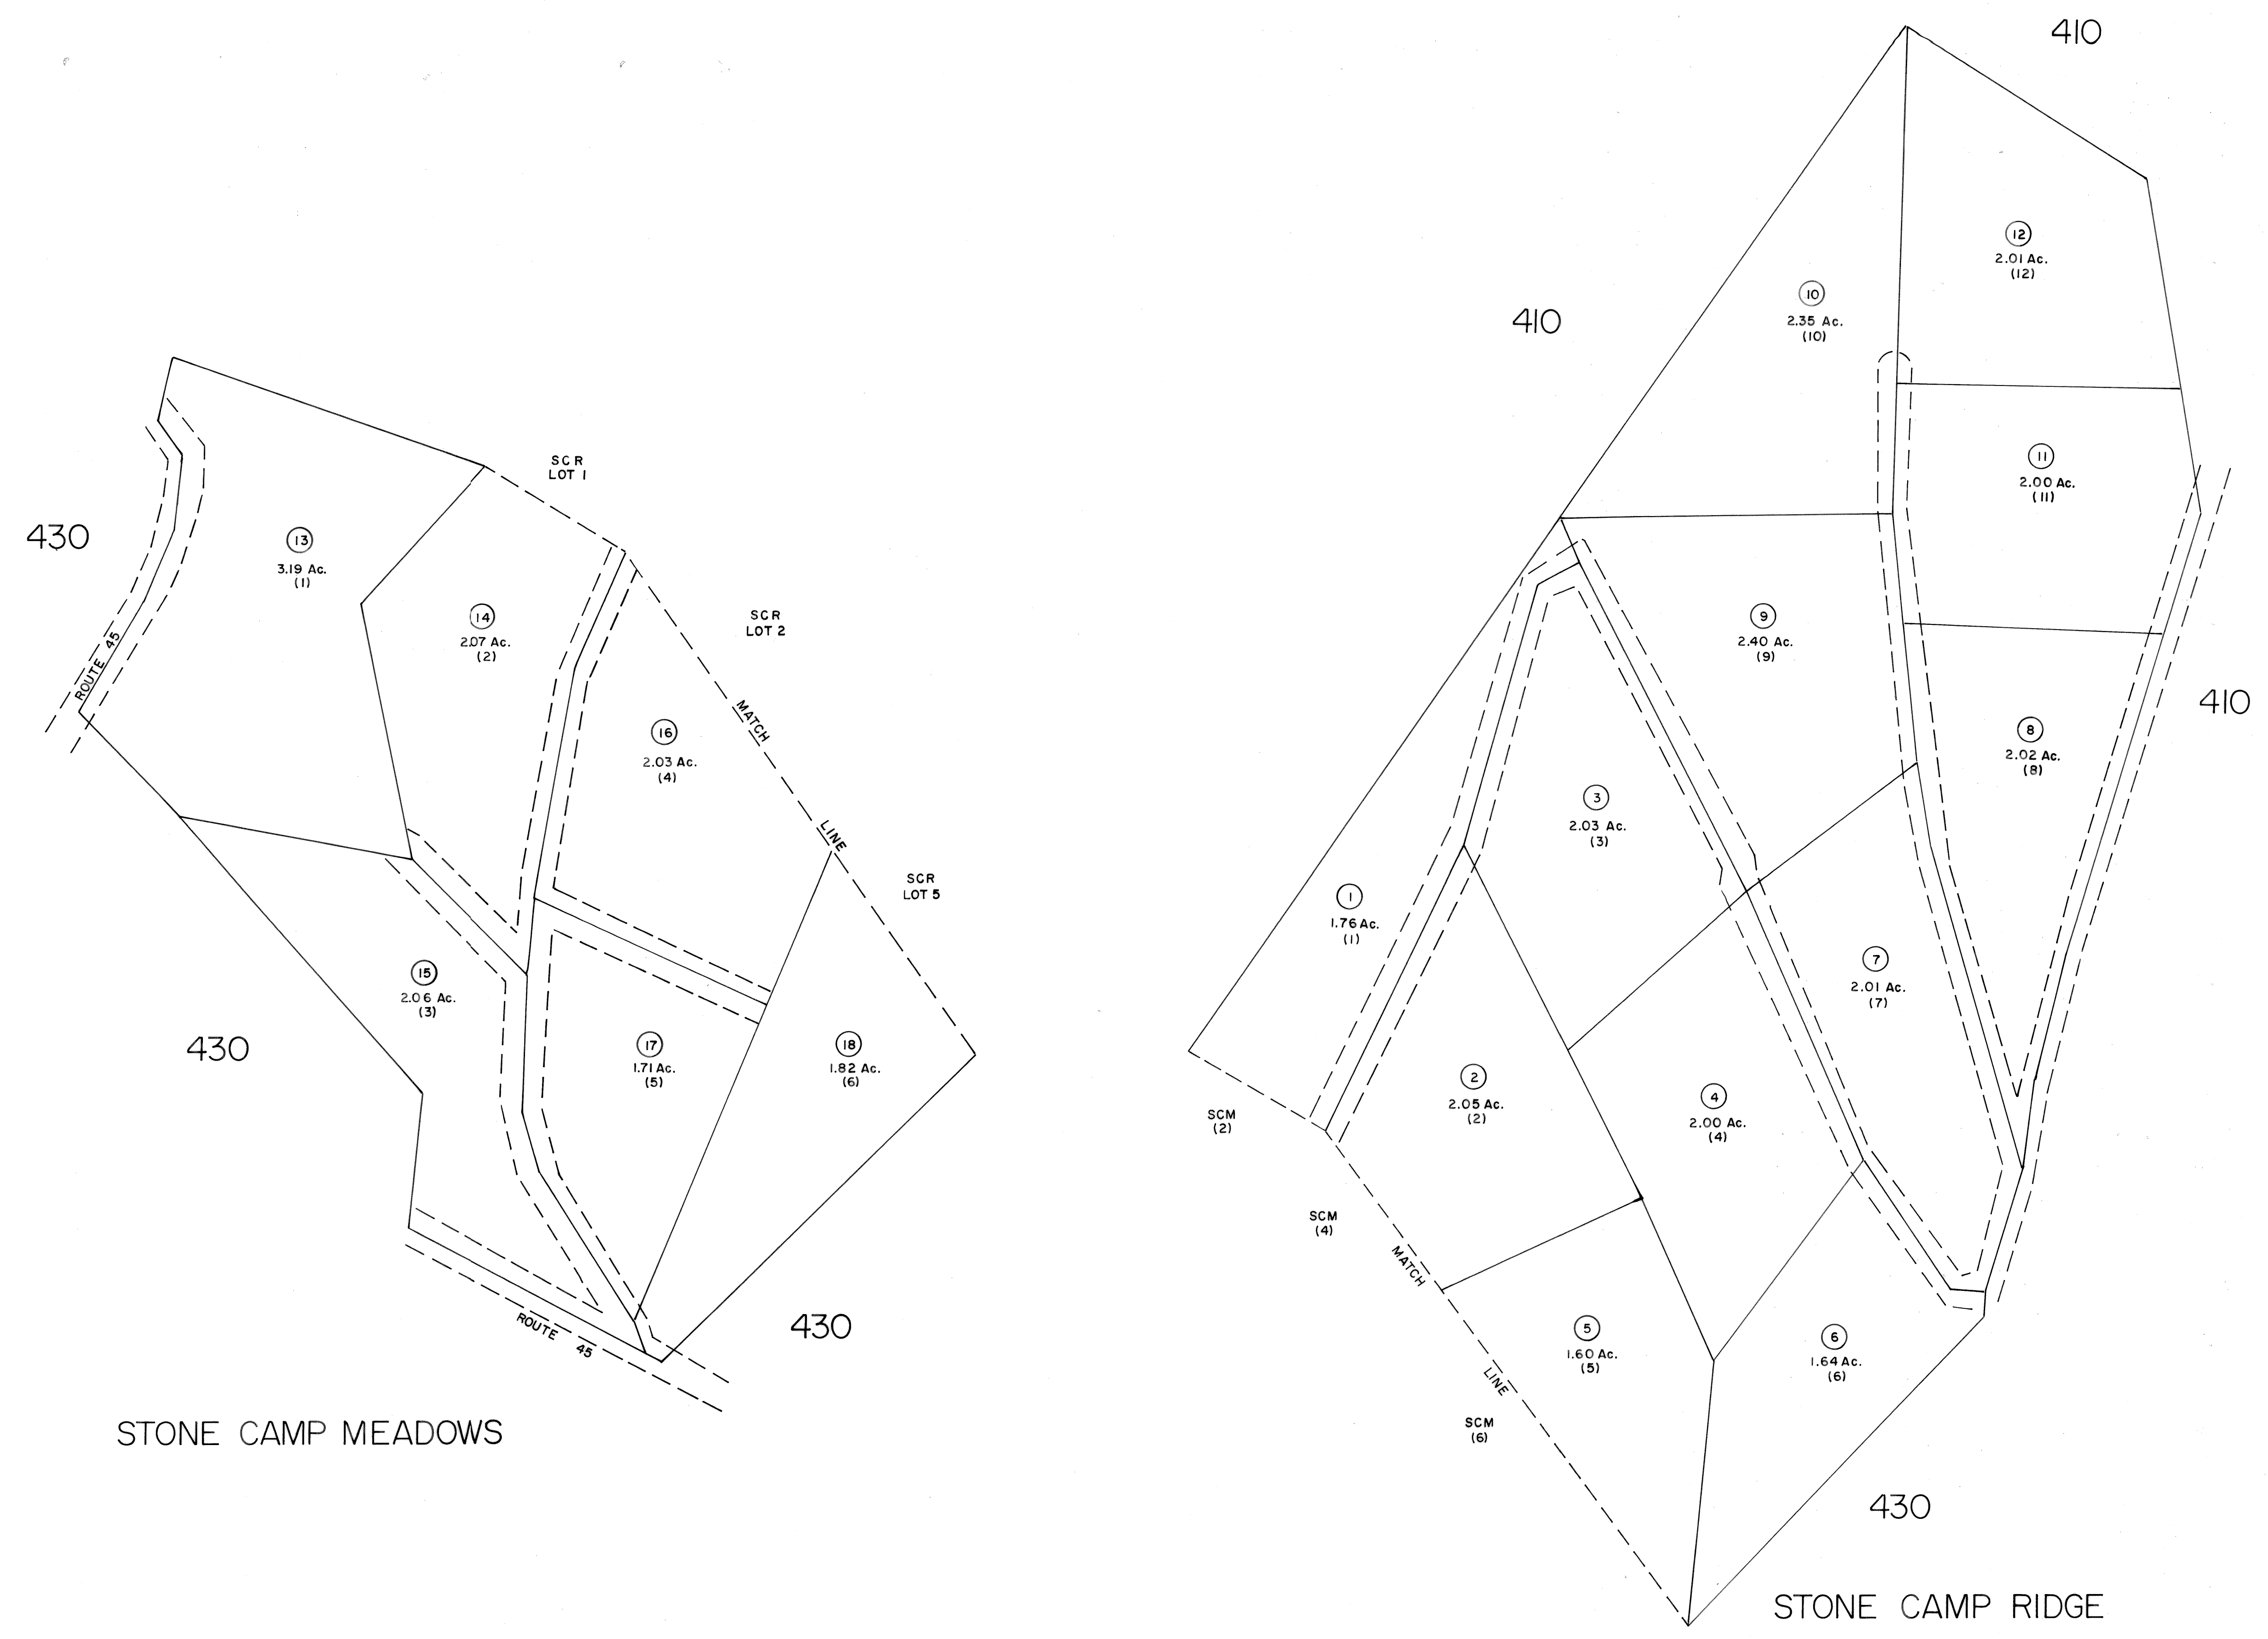 430
13
3.19 Ac.
(1)
ROUTE 45
14
2.07 Ac.
(2)
SCR
LOT 1
SCR
LOT 2
MATCH
LINE
16
2.03 Ac.
(4)
SCR
LOT 5
15
2.06 Ac.
(3)
430
17
1.71 Ac.
(5)
18
1.82 Ac.
(6)
ROUTE 45
430
STONE CAMP MEADOWS
410
12
2.01 Ac.
(12)
10
2.35 Ac.
(10)
410
11
2.00 Ac.
(11)
9
2.40 Ac.
(9)
410
8
2.02 Ac.
(8)
3
2.03 Ac.
(3)
1
1.76 Ac.
(1)
7
2.01 Ac.
(7)
2
2.05 Ac.
(2)
4
2.00 Ac.
(4)
SCM
(2)
SCM
(4)
MATCH
LINE
5
1.60 Ac.
(5)
6
1.64 Ac.
(6)
SCM
(6)
430
STONE CAMP RIDGE